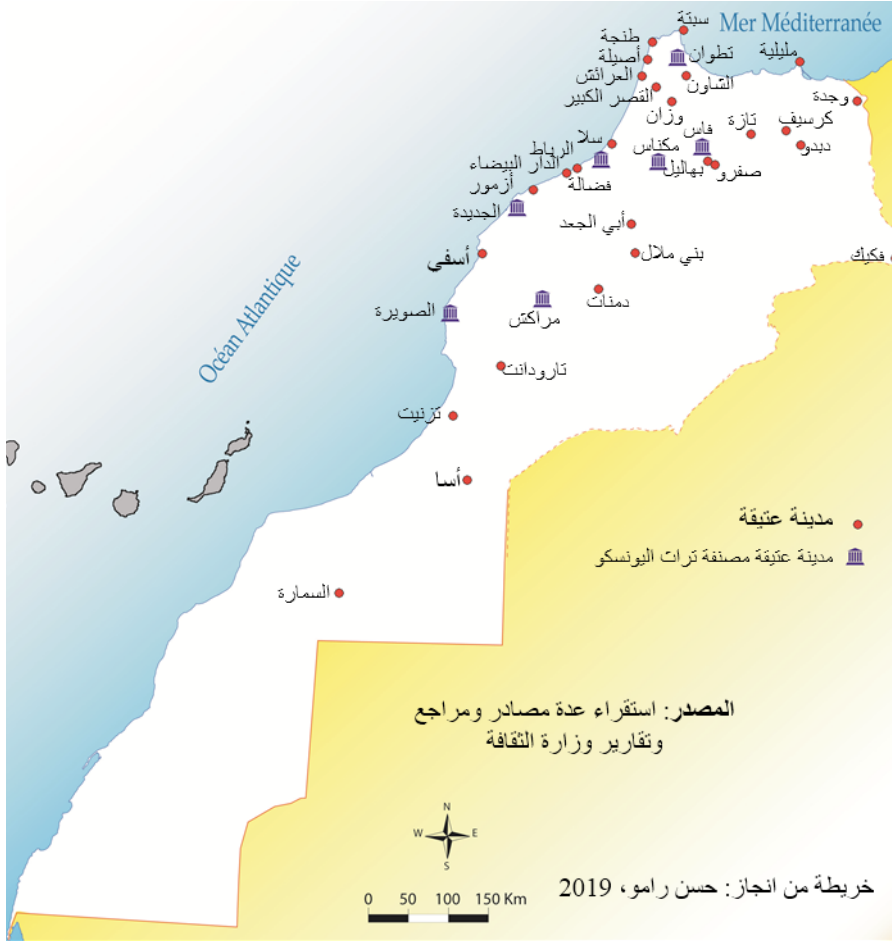 Mer Méditerranée
سبتة
طنجة
تطوان
مليلية
أصيلة
العرائش
الشاون
القصر الكبير
وجدة
وزان
كرسيف
تازة
فاس
دبدو
سلا
الرباط
مكناس
صفرو
بهاليل
الدار البيضاء
فضالة
أزمور
الجديدة
أبي الجعد
أسفي
بني ملال
فكيك
Océan Atlantique
دمنات
الصويرة
مراكش
تارودانت
تزنيت
أسا
مدينة عتيقة
مدينة عتيقة مصنفة ترات اليونسكو
السمارة
المصدر: استقراء عدة مصادر ومراجع
وتقارير وزارة الثقافة
N
W E
S
0 50 100 150 Km
خريطة من انجاز: حسن رامو، 2019